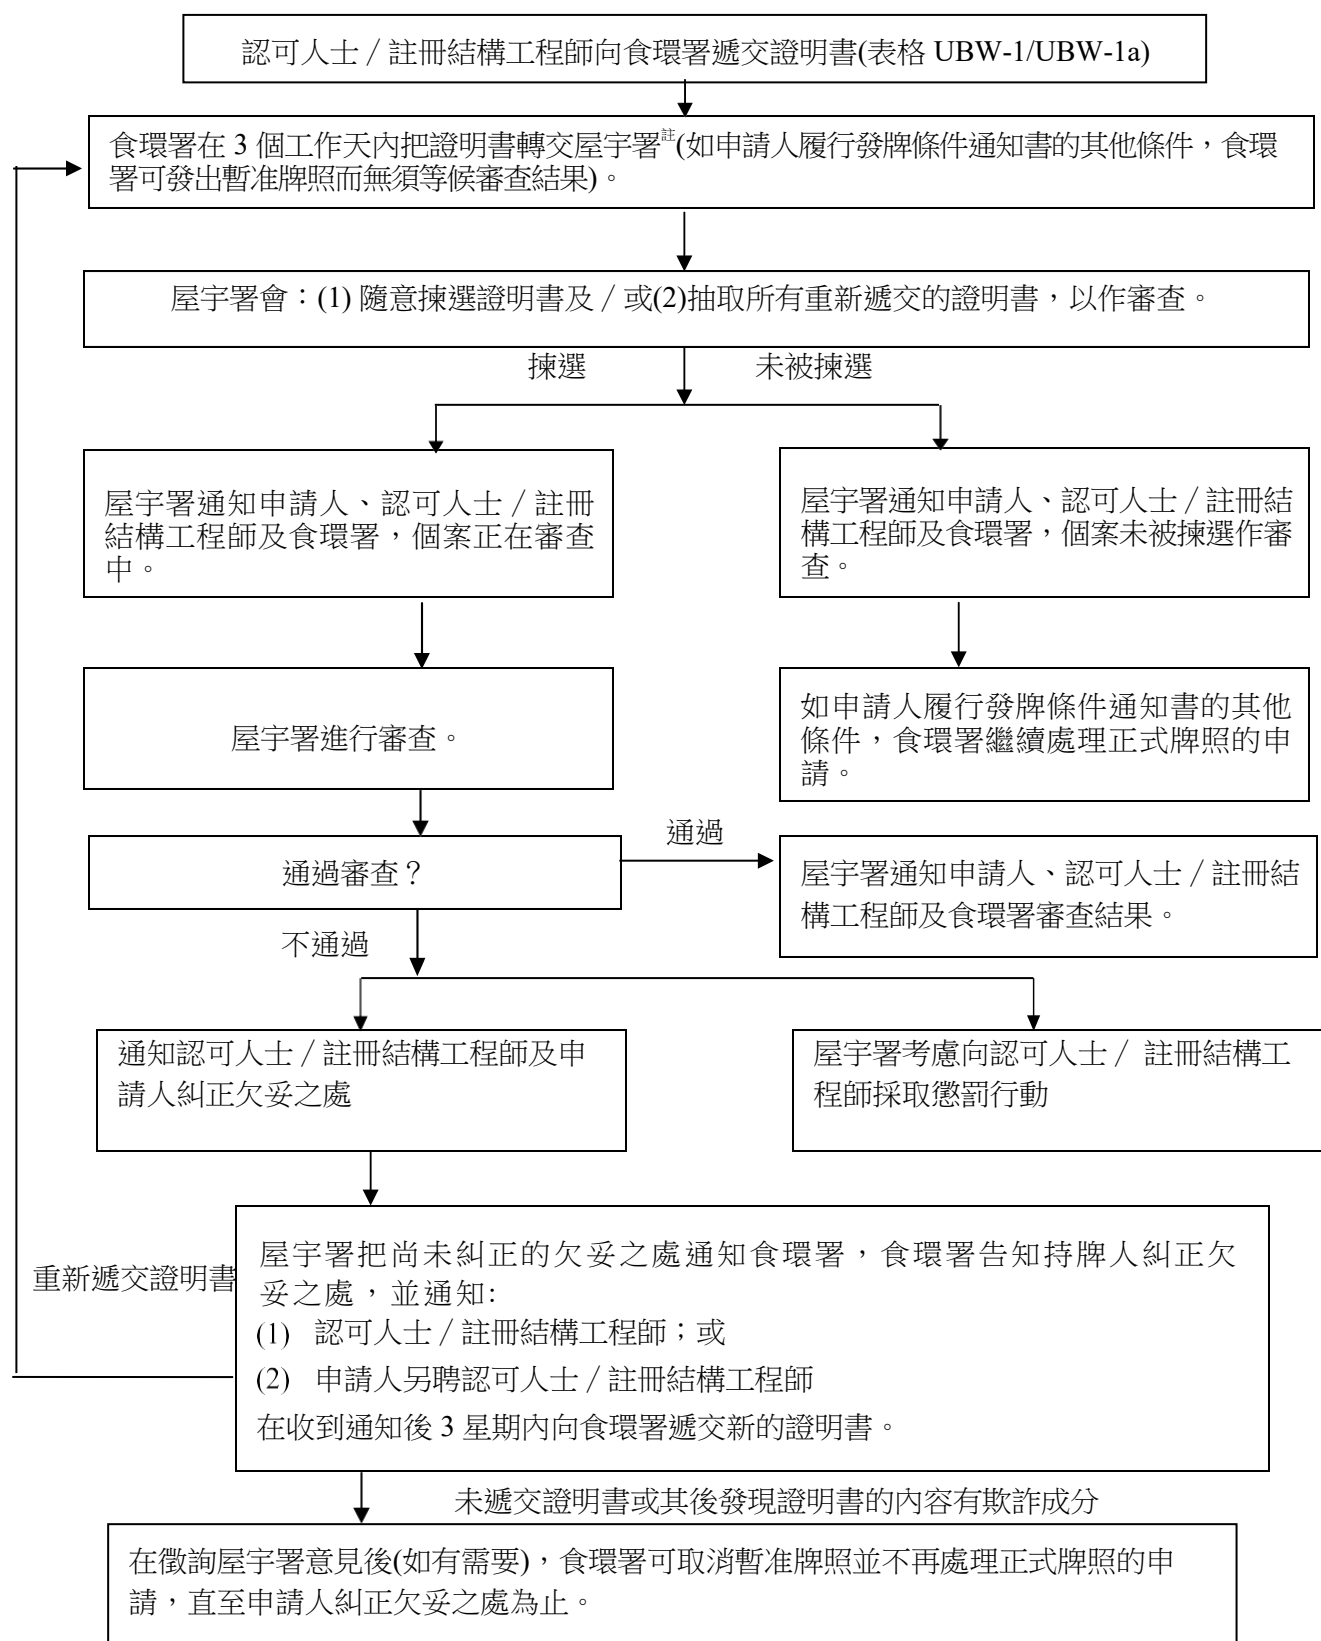 認可人士／註冊結構工程師向食環署遞交證明書(表格 UBW-1/UBW-1a)
食環署在 3 個工作天內把證明書轉交屋宇署註(如申請人履行發牌條件通知書的其他條件，食環
署可發出暫准牌照而無須等候審查結果)。
屋宇署會：(1) 隨意揀選證明書及／或(2)抽取所有重新遞交的證明書，以作審查。
揀選
未被揀選
屋宇署通知申請人、認可人士／註冊
結構工程師及食環署，個案正在審查
中。
屋宇署通知申請人、認可人士／註冊結
構工程師及食環署，個案未被揀選作審
查。
屋宇署進行審查。
如申請人履行發牌條件通知書的其他
條件，食環署繼續處理正式牌照的申
請。
通過審查？
通過
屋宇署通知申請人、認可人士／註冊結
構工程師及食環署審查結果。
不通過
通知認可人士／註冊結構工程師及申
請人糾正欠妥之處
屋宇署考慮向認可人士／ 註冊結構工
程師採取懲罰行動
重新遞交證明書
屋宇署把尚未糾正的欠妥之處通知食環署，食環署告知持牌人糾正欠
妥之處，並通知:
(1) 認可人士／註冊結構工程師；或
(2) 申請人另聘認可人士／註冊結構工程師
在收到通知後 3 星期內向食環署遞交新的證明書。
未遞交證明書或其後發現證明書的內容有欺詐成分
在徵詢屋宇署意見後(如有需要)，食環署可取消暫准牌照並不再處理正式牌照的申
請，直至申請人糾正欠妥之處為止。